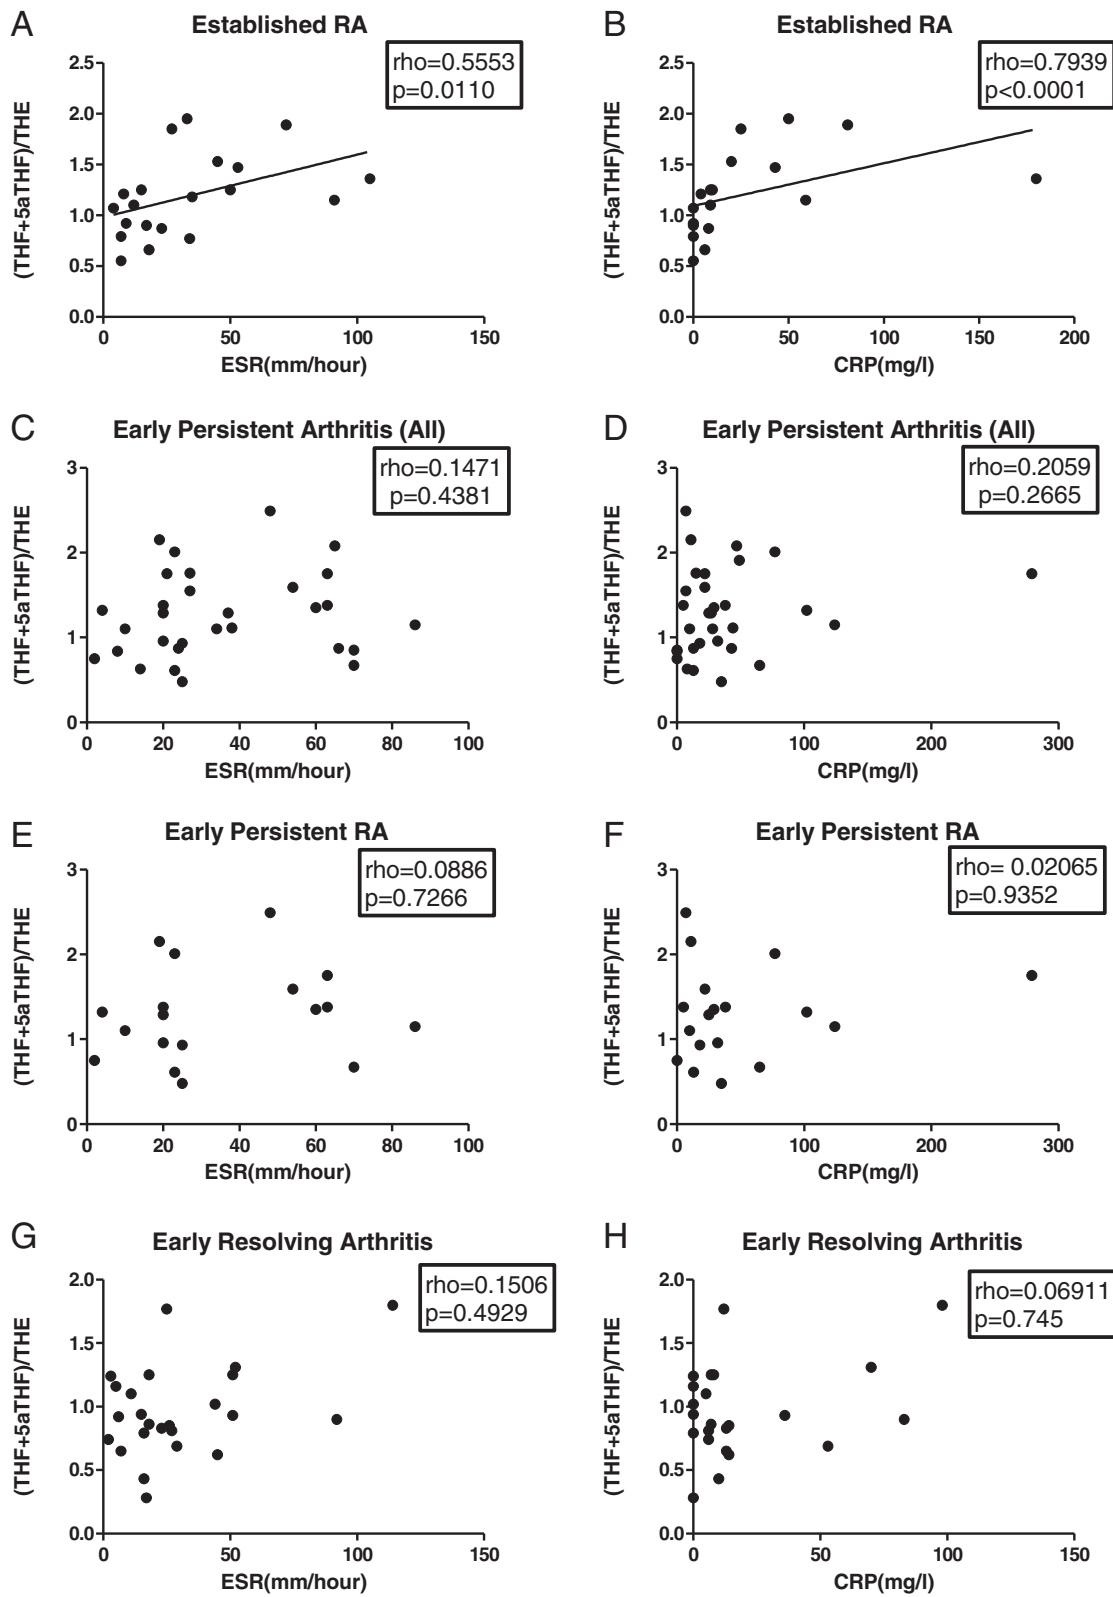 A
Established RA
rho=0.5553
p=0.0110
(THF+5aTHF)/THE
2.5
2.0
1.5
1.0
0.5
0.0
0 50 100 150
ESR(mm/hour)
B
Established RA
rho=0.7939
p<0.0001
(THF+5aTHF)/THE
2.5
2.0
1.5
1.0
0.5
0.0
0 50 100 150 200
CRP(mg/l)
C
Early Persistent Arthritis (All)
rho=0.1471
p=0.4381
(THF+5aTHF)/THE
3
2
1
0
0 20 40 60 80 100
ESR(mm/hour)
D
Early Persistent Arthritis (All)
rho=0.2059
p=0.2665
(THF+5aTHF)/THE
3
2
1
0
0 100 200 300
CRP(mg/l)
E
Early Persistent RA
rho=0.0886
p=0.7266
(THF+5aTHF)/THE
3
2
1
0
0 20 40 60 80 100
ESR(mm/hour)
F
Early Persistent RA
rho= 0.02065
p=0.9352
(THF+5aTHF)/THE
3
2
1
0
0 100 200 300
CRP(mg/l)
G
Early Resolving Arthritis
rho=0.1506
p=0.4929
(THF+5aTHF)/THE
2.0
1.5
1.0
0.5
0.0
0 50 100 150
ESR(mm/hour)
H
Early Resolving Arthritis
rho=0.06911
p=0.745
(THF+5aTHF)/THE
2.0
1.5
1.0
0.5
0.0
0 50 100 150
CRP(mg/l)